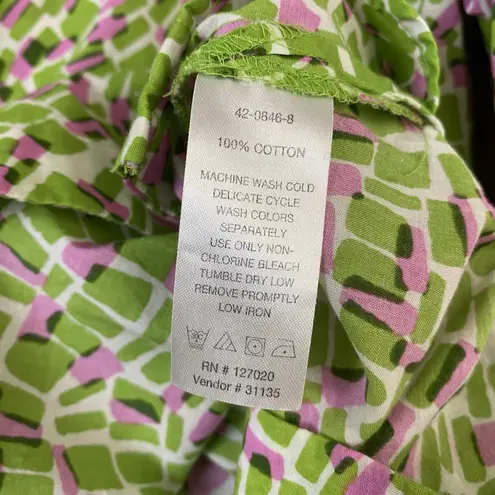 42-0846-8
100% COTTON
MACHINE WASH COLD
DELICATE CYCLE
WASH COLORS
SEPARATELY
USE ONLY NON-
CHLORINE BLEACH
TUMBLE DRY LOW
REMOVE PROMPTLY
LOW IRON
RN # 127020
Vendor # 31135